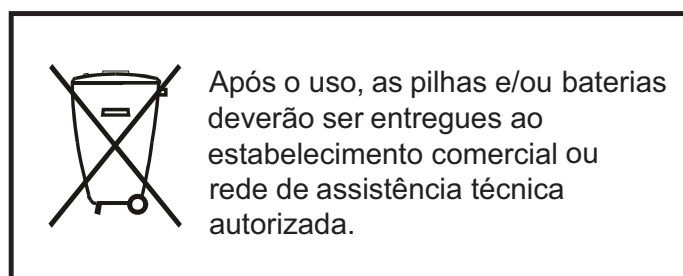 Após o uso, as pilhas e/ou baterias
deverão ser entregues ao
estabelecimento comercial ou
rede de assistência técnica
autorizada.